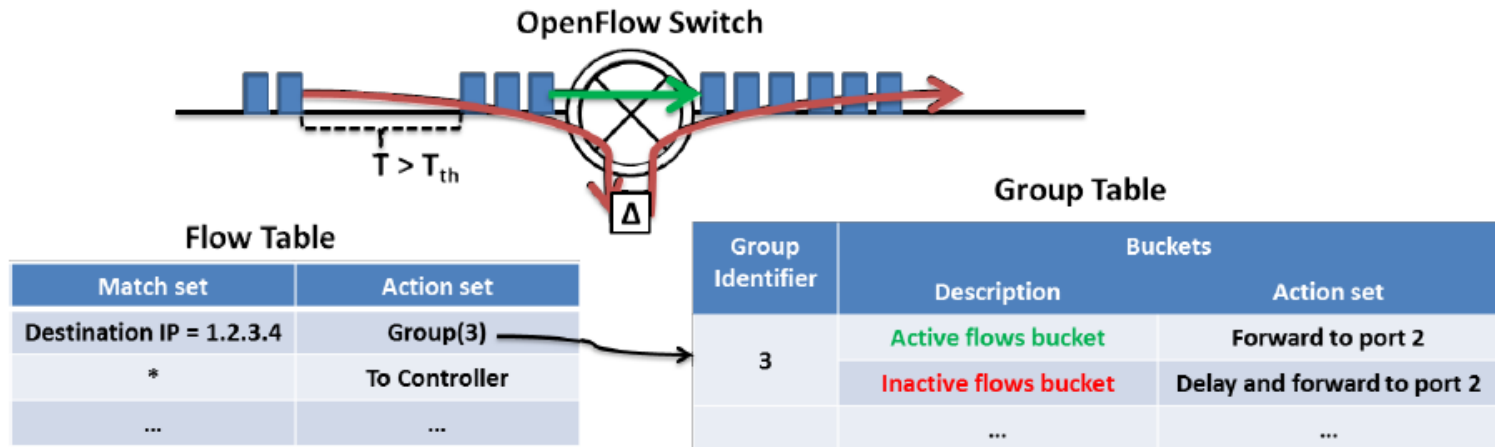 OpenFlow Switch
T > Tth
Δ
Flow Table
Match set Action set
Destination IP = 1.2.3.4 Group(3)
* To Controller
... ...
Group Table
Group Identifier Buckets
Description Action set
3 Active flows bucket Forward to port 2
Inactive flows bucket Delay and forward to port 2
... ...